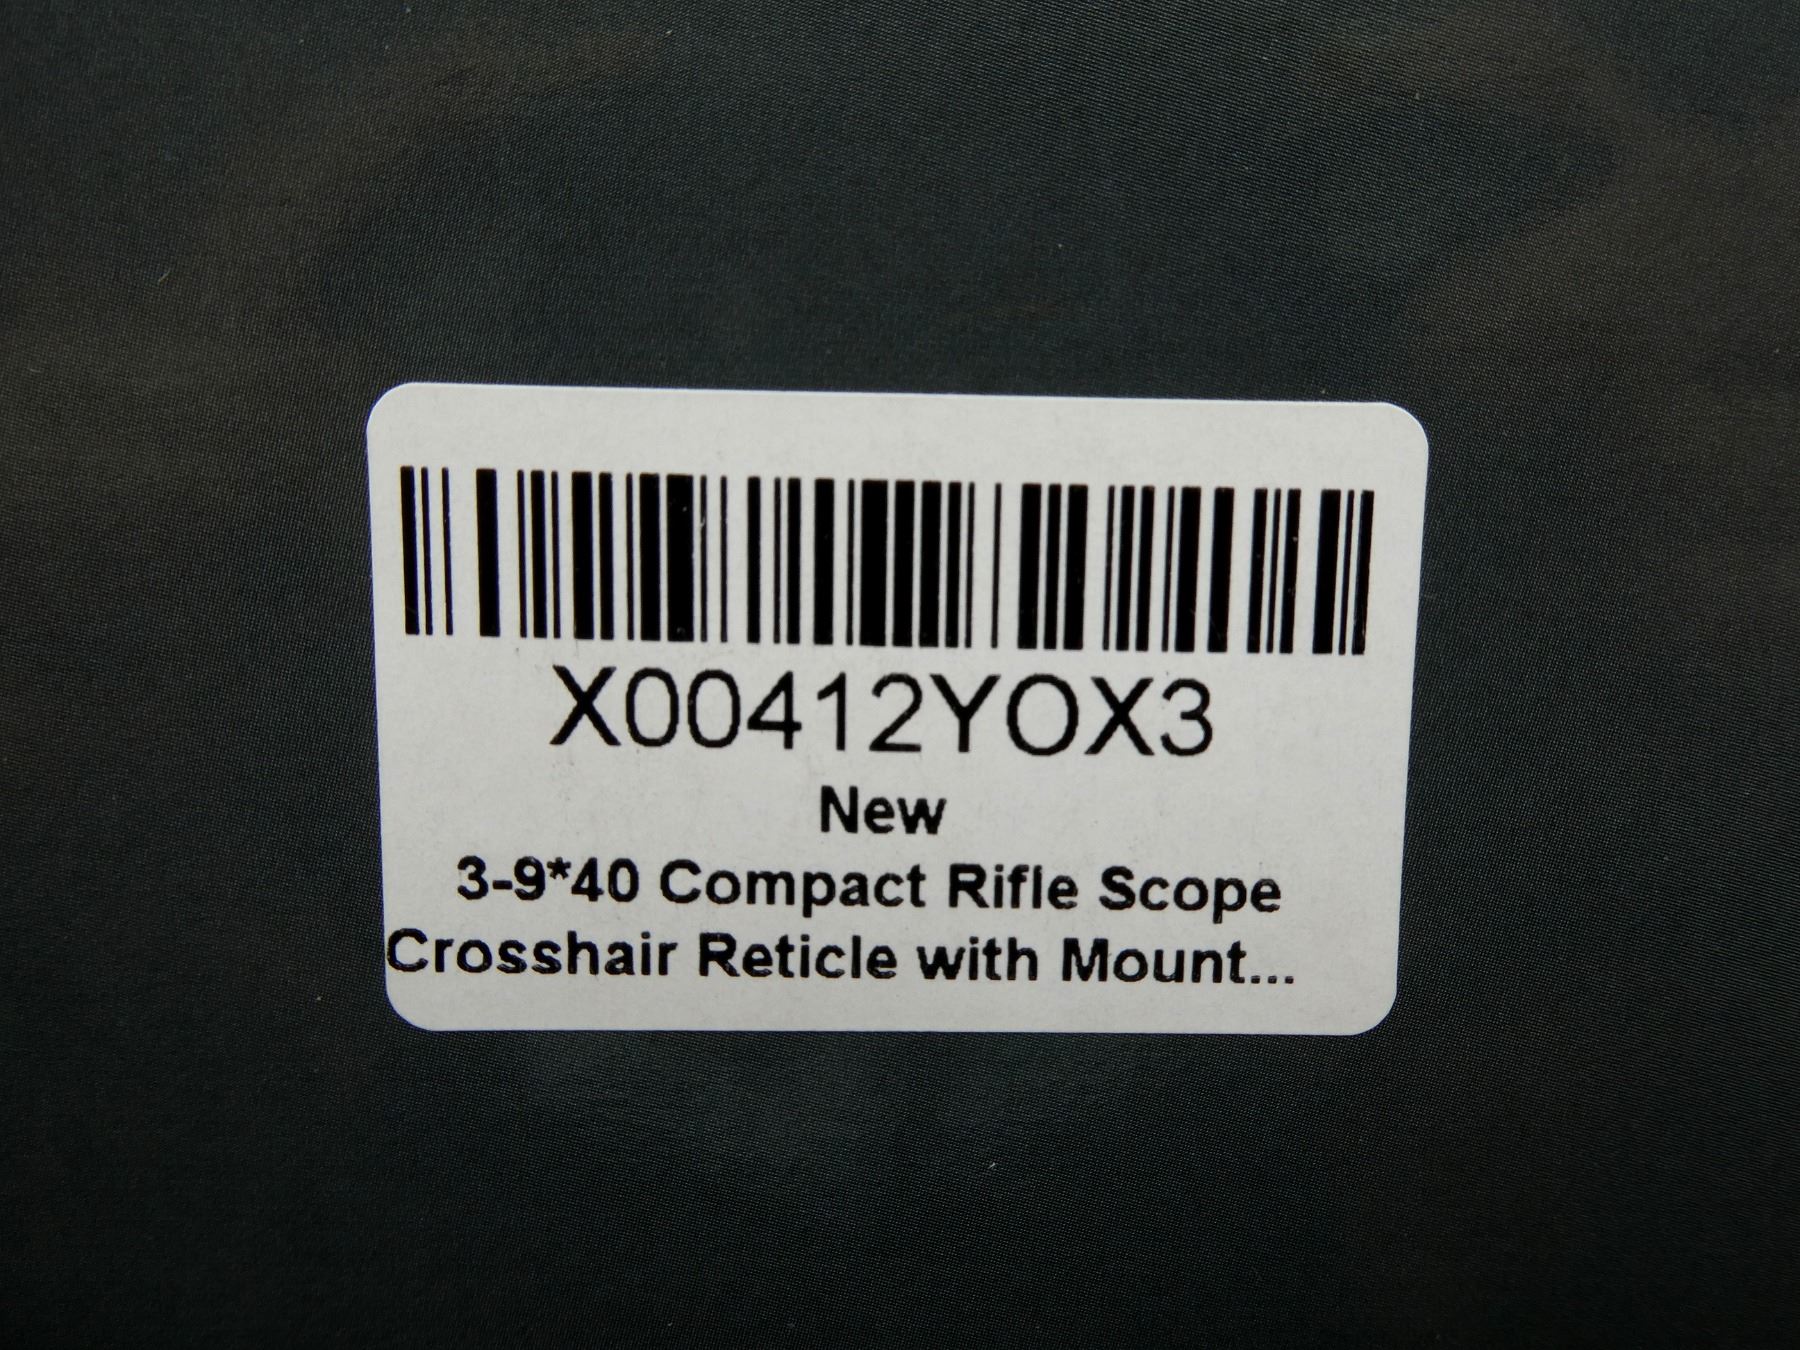 X00412YOX3
New
3-9*40 Compact Rifle Scope
Crosshair Reticle with Mount...